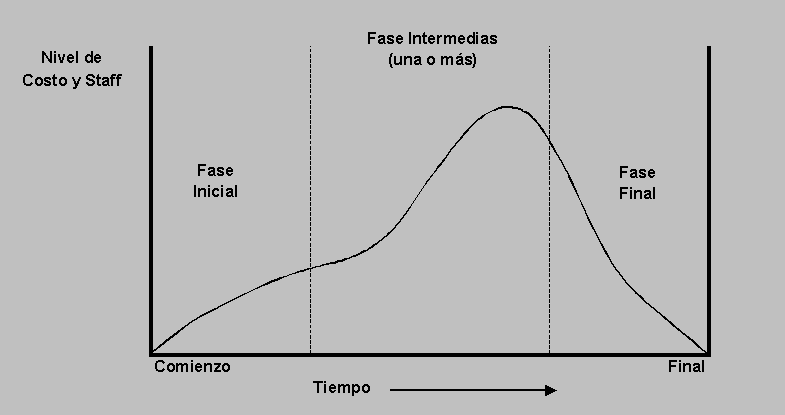 Fase Intermedias
(una o más)
Nivel de
Costo y Staff
Fase
Inicial
Fase
Final
Comienzo
Final
Tiempo